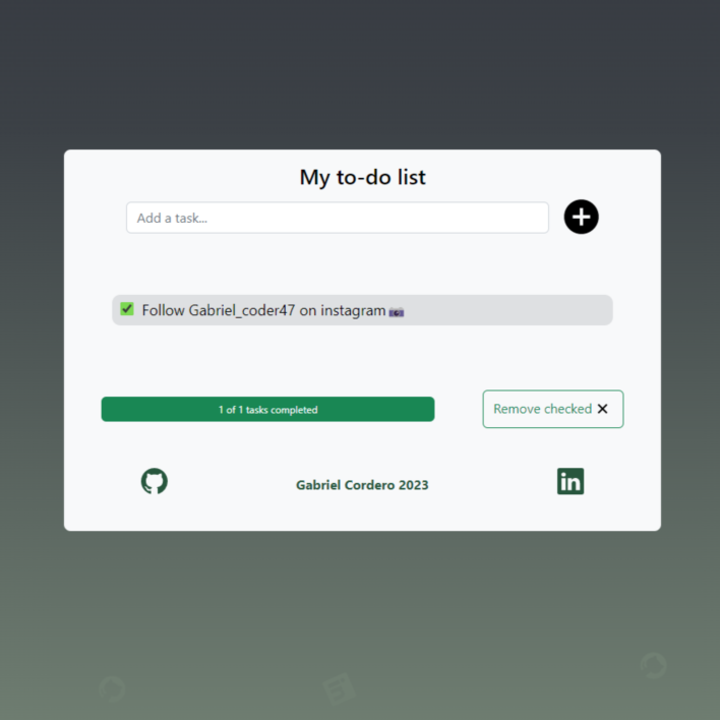 My to-do list
Add a task...
✅ Follow Gabriel_coder47 on instagram 📷
1 of 1 tasks completed
Remove checked ✕
Gabriel Cordero 2023
in